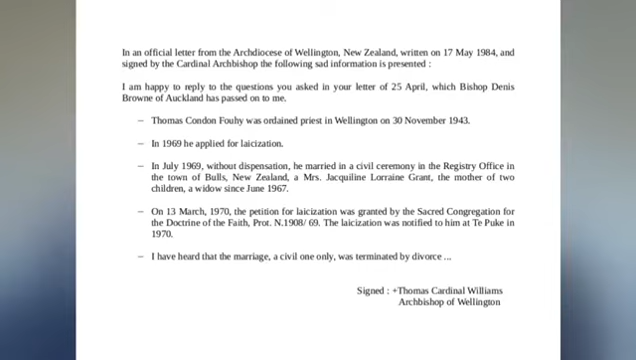 In an official letter from the Archdiocese of Wellington, New Zealand, written on 17 May 1984, and
signed by the Cardinal Archbishop the following sad information is presented :
I am happy to reply to the questions you asked in your letter of 25 April, which Bishop Denis
Browne of Auckland has passed on to me.
– Thomas Condon Fouhy was ordained priest in Wellington on 30 November 1943.
– In 1969 he applied for laicization.
– In July 1969, without dispensation, he married in a civil ceremony in the Registry Office in
the town of Bulls, New Zealand, a Mrs. Jacquiline Lorraine Grant, the mother of two
children, a widow since June 1967.
– On 13 March, 1970, the petition for laicization was granted by the Sacred Congregation for
the Doctrine of the Faith, Prot. N.1908/ 69. The laicization was notified to him at Te Puke in
1970.
– I have heard that the marriage, a civil one only, was terminated by divorce ...
Signed : +Thomas Cardinal Williams
Archbishop of Wellington